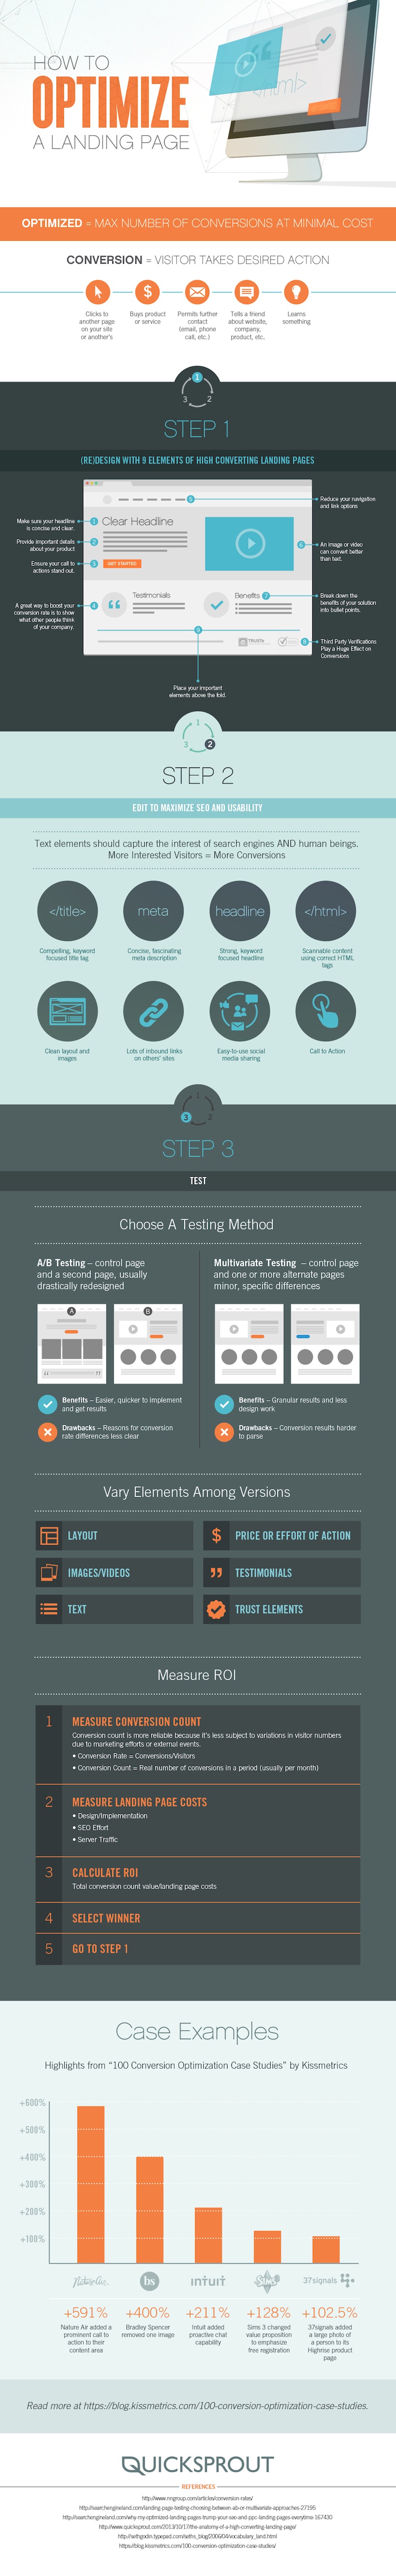 HOW TO
OPTIMIZE
A LANDING PAGE
<html>
OPTIMIZED = MAX NUMBER OF CONVERSIONS AT MINIMAL COST
CONVERSION = VISITOR TAKES DESIRED ACTION
Clicks to
another page
on your site
or another's
$
Buys product
or service
Permits further
contact
(email, phone
call, etc.)
Tells a friend
about website,
company,
product, etc.
Learns
something
1
3 2
STEP 1
(RE)DESIGN WITH 9 ELEMENTS OF HIGH CONVERTING LANDING PAGES
5
Reduce your navigation
and link options
Make sure your headline
is concise and clear.
1
Clear Headline
Provide important details
about your product
2
6
An image or video
can convert better
than text.
Ensure your call to
actions stand out.
3
GET STARTED
A great way to boost your
conversion rate is to show
what other people think
of your company.
4
Testimonials
Benefits
7
Break down the
benefits of your solution
into bullet points.
9
TRUSTe
8
Third Party Verifications
Play a Huge Effect on
Conversions
Place your important
elements above the fold.
1
3 2
STEP 2
EDIT TO MAXIMIZE SEO AND USABILITY
Text elements should capture the interest of search engines AND human beings.
More Interested Visitors = More Conversions
</title>
meta
headline
</html>
Compelling, keyword
focused title tag
Concise, fascinating
meta description
Strong, keyword
focused headline
Scannable content
using correct HTML
tags
Clean layout and
images
Lots of inbound links
on others' sites
Easy-to-use social
media sharing
Call to Action
1
3 2
STEP 3
TEST
Choose A Testing Method
A/B Testing – control page
and a second page, usually
drastically redesigned
A
B
Benefits – Easier, quicker to implement
and get results
Drawbacks – Reasons for conversion
rate differences less clear
Multivariate Testing – control page
and one or more alternate pages
minor, specific differences
Benefits – Granular results and less
design work
Drawbacks – Conversion results harder
to parse
Vary Elements Among Versions
LAYOUT
$ PRICE OR EFFORT OF ACTION
IMAGES/VIDEOS
TESTIMONIALS
TEXT
TRUST ELEMENTS
Measure ROI
1 MEASURE CONVERSION COUNT
Conversion count is more reliable because it's less subject to variations in visitor numbers
due to marketing efforts or external events.
• Conversion Rate = Conversions/Visitors
• Conversion Count = Real number of conversions in a period (usually per month)
2 MEASURE LANDING PAGE COSTS
• Design/Implementation
• SEO Effort
• Server Traffic
3 CALCULATE ROI
Total conversion count value/landing page costs
4 SELECT WINNER
5 GO TO STEP 1
Case Examples
Highlights from "100 Conversion Optimization Case Studies" by Kissmetrics
+600%
+500%
+400%
+300%
+200%
+100%
NatureAir
bs
intuit
37signals
+591%
Nature Air added a
prominent call to
action to their
content area
+400%
Bradley Spencer
removed one image
+211%
Intuit added
proactive chat
capability
+128%
Sims 3 changed
value proposition
to emphasize
free registration
+102.5%
37signals added
a large photo of
a person to its
Highrise product
page
Read more at https://blog.kissmetrics.com/100-conversion-optimization-case-studies.
QUICKSPROUT
REFERENCES
http://www.nngroup.com/articles/conversion-rates/
http://searchengineland.com/landing-page-testing-choosing-between-ab-or-multivariate-approaches-27195
http://searchengineland.com/why-my-optimized-landing-pages-trump-your-seo-and-ppc-landing-pages-everytime-167430
http://www.quicksprout.com/2013/10/17/the-anatomy-of-a-high-converting-landing-page/
http://sethgodin.typepad.com/seths_blog/2006/04/vocabulary_land.html
https://blog.kissmetrics.com/100-conversion-optimization-case-studies/